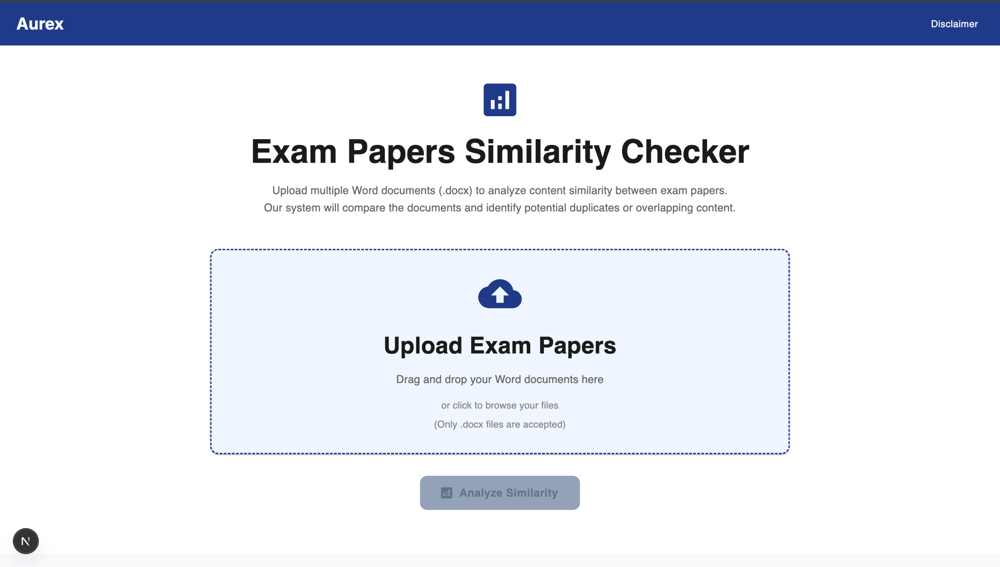 Aurex
Disclaimer
Exam Papers Similarity Checker
Upload multiple Word documents (.docx) to analyze content similarity between exam papers.
Our system will compare the documents and identify potential duplicates or overlapping content.
Upload Exam Papers
Drag and drop your Word documents here
or click to browse your files
(Only .docx files are accepted)
Analyze Similarity
N